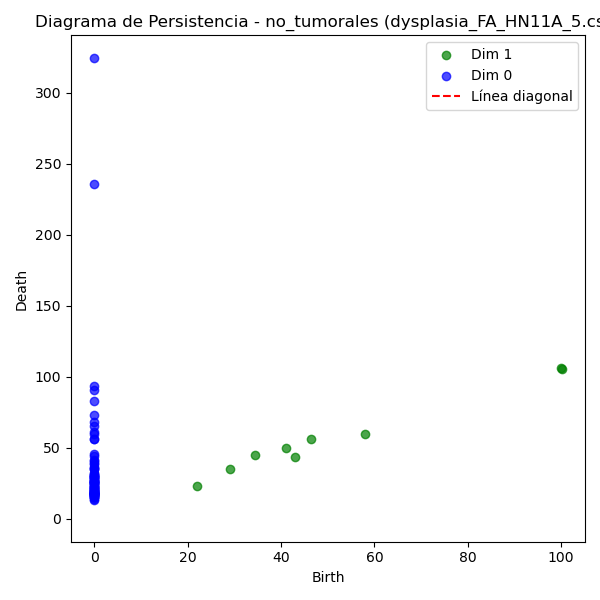 Diagrama de Persistencia - no_tumorales (dysplasia_FA_HN11A_5.cs
Dim 1
Dim 0
Línea diagonal
Death
300
250
200
150
100
50
0
0 20 40 60 80 100
Birth